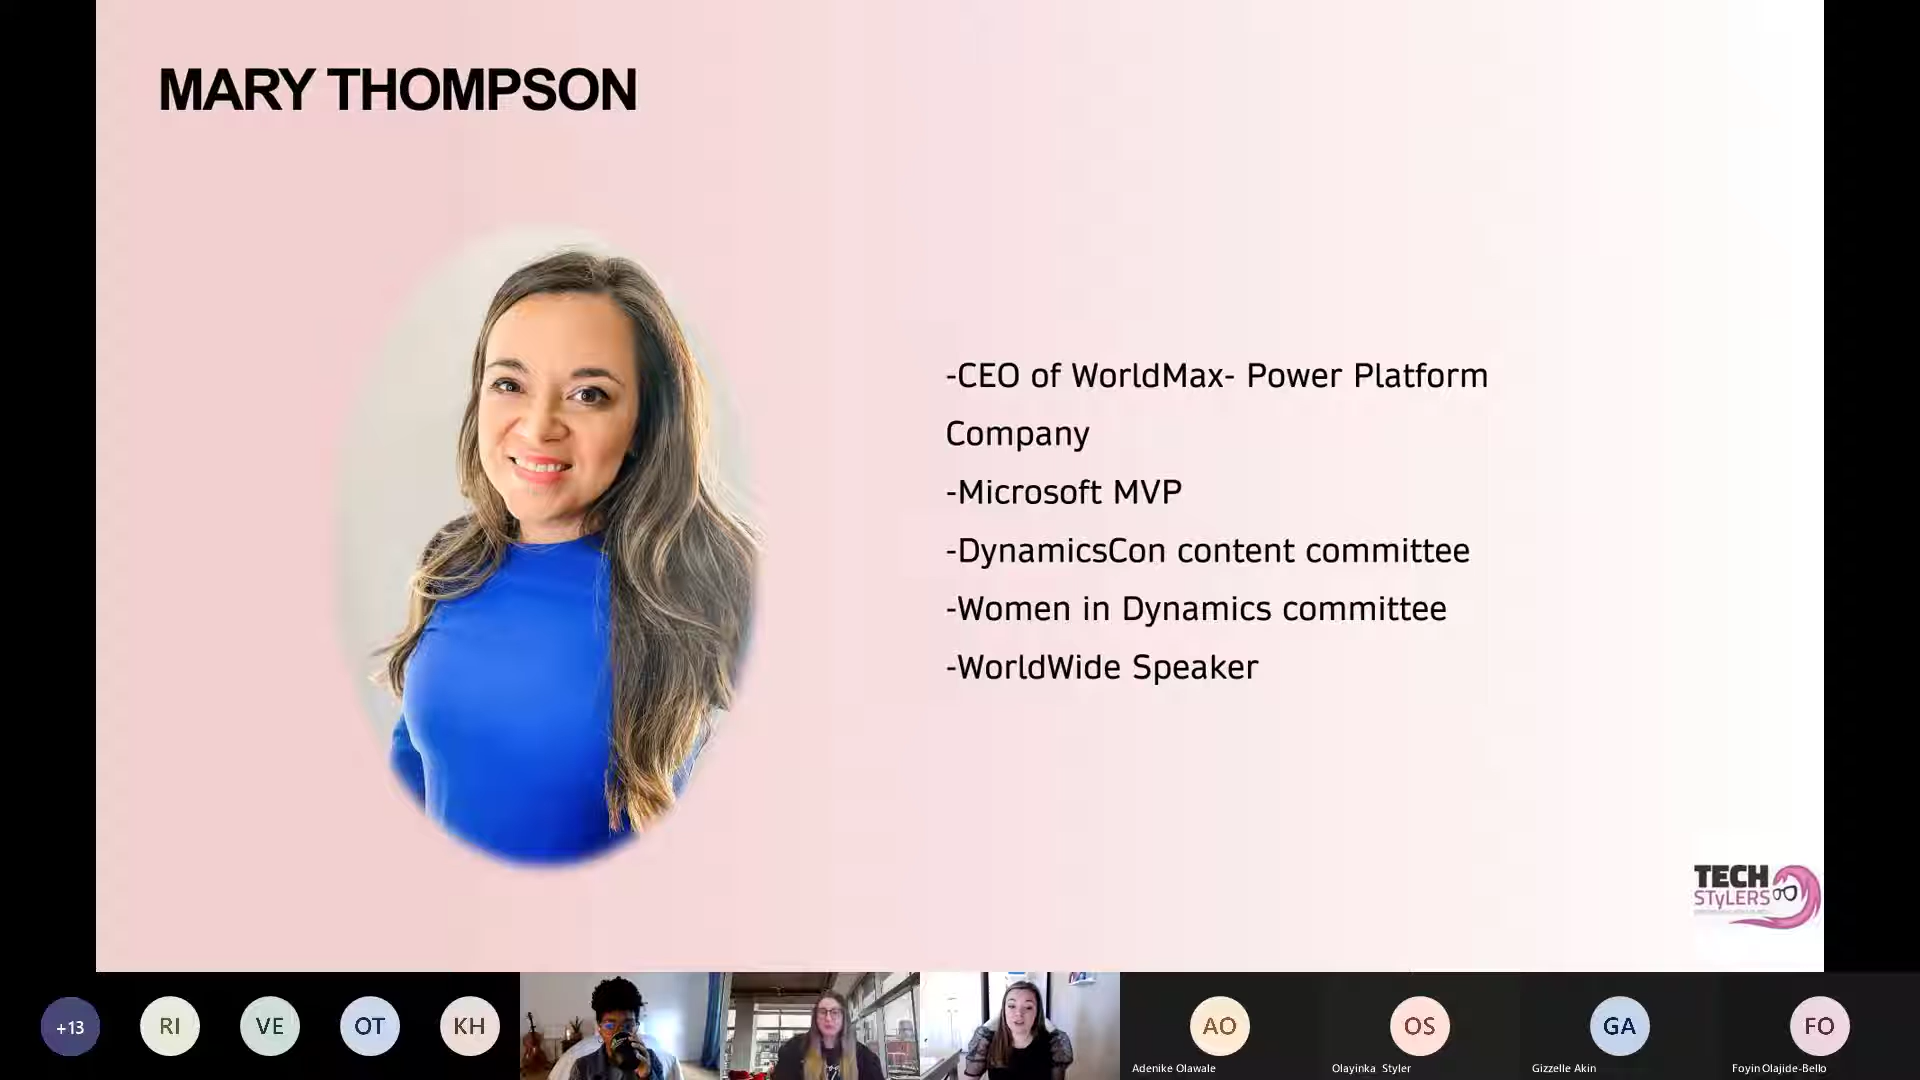 MARY THOMPSON
-CEO of WorldMax- Power Platform
Company
-Microsoft MVP
-DynamicsCon content committee
-Women in Dynamics committee
-WorldWide Speaker
TECH
STyLERS
+13
RI
VE
OT
KH
AO
OS
GA
FO
Adenike Olawale
Olayinka Styler
Gizzelle Akin
Foyin Olajide-Bello